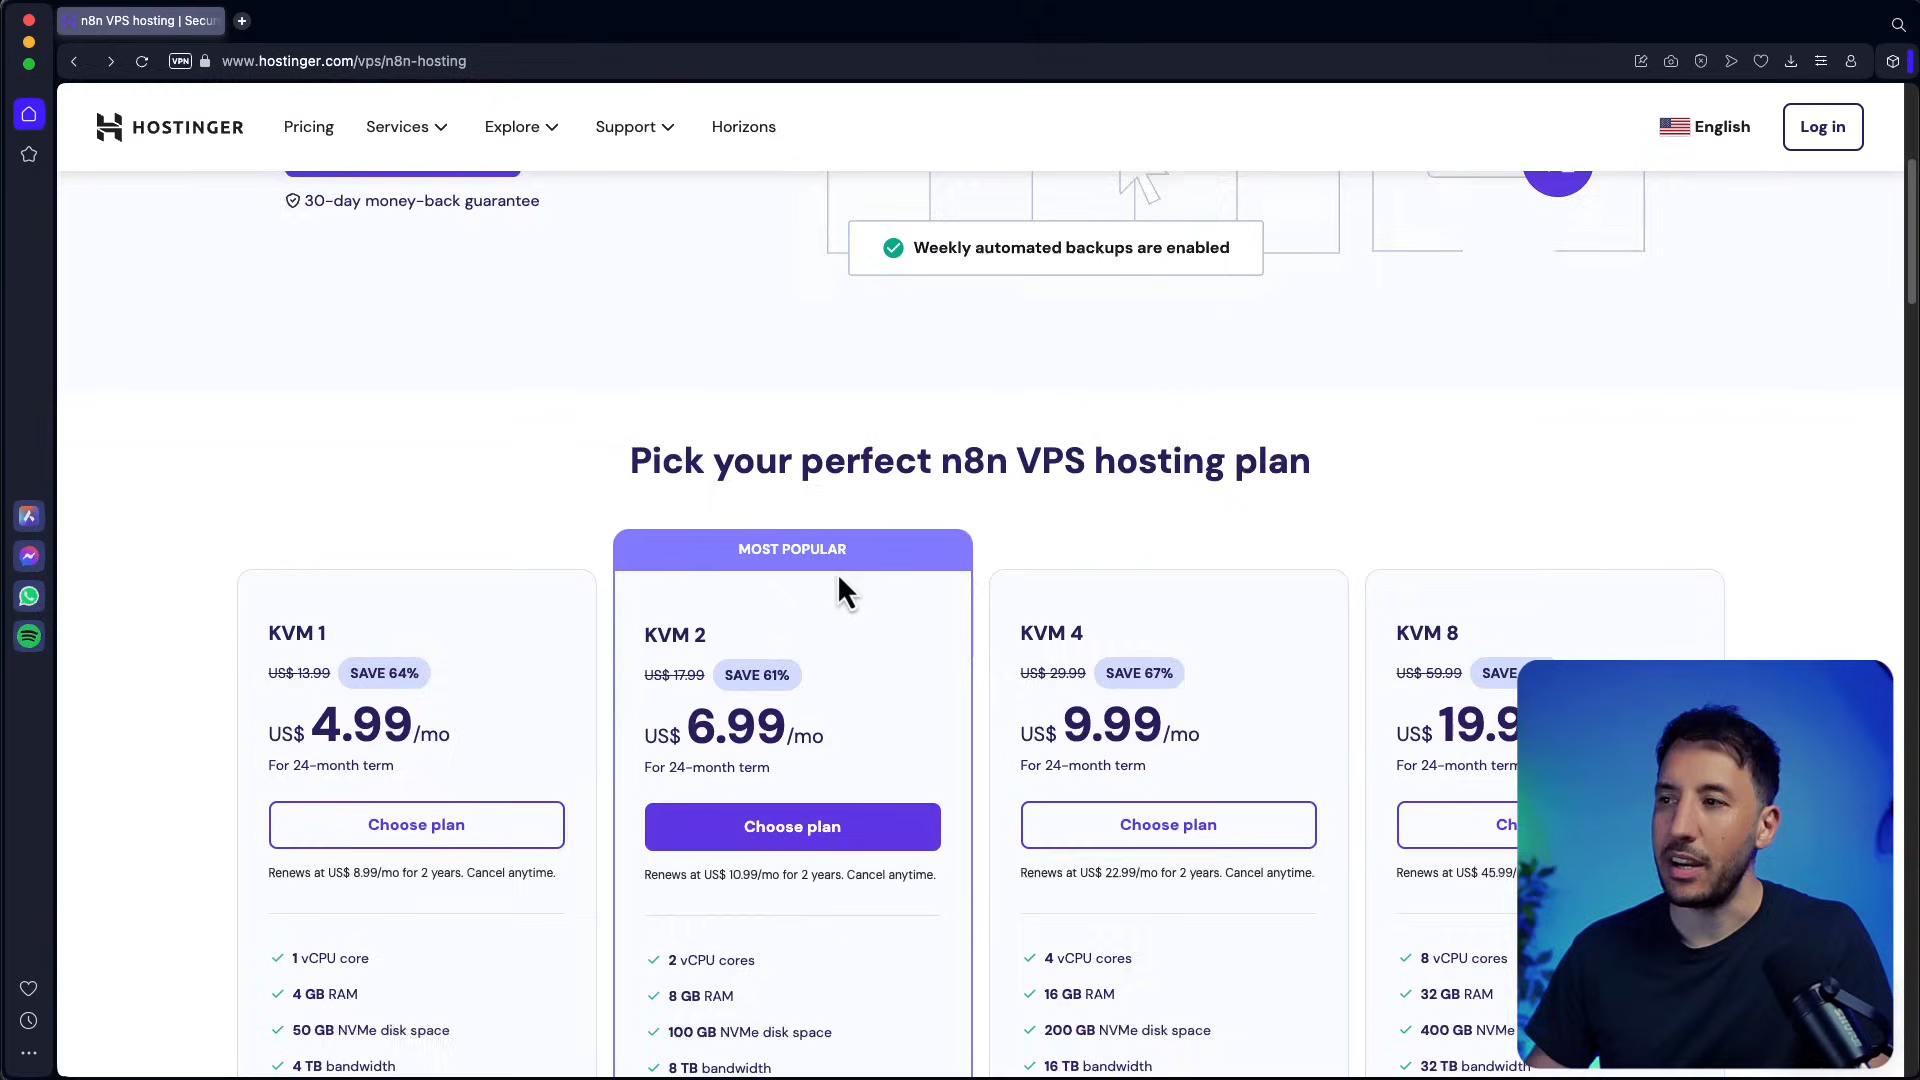 n8n VPS hosting | Secur
VPN
www.hostinger.com/vps/n8n-hosting
HOSTINGER
Pricing
Services
Explore
Support
Horizons
English
Log in
30-day money-back guarantee
Weekly automated backups are enabled
Pick your perfect n8n VPS hosting plan
MOST POPULAR
KVM 1
US$ 13.99 SAVE 64%
US$ 4.99/mo
For 24-month term
Choose plan
Renews at US$ 8.99/mo for 2 years. Cancel anytime.
1 vCPU core
4 GB RAM
50 GB NVMe disk space
4 TB bandwidth
KVM 2
US$ 17.99 SAVE 61%
US$ 6.99/mo
For 24-month term
Choose plan
Renews at US$ 10.99/mo for 2 years. Cancel anytime.
2 vCPU cores
8 GB RAM
100 GB NVMe disk space
8 TB bandwidth
KVM 4
US$ 29.99 SAVE 67%
US$ 9.99/mo
For 24-month term
Choose plan
Renews at US$ 22.99/mo for 2 years. Cancel anytime.
4 vCPU cores
16 GB RAM
200 GB NVMe disk space
16 TB bandwidth
KVM 8
US$ 59.99 SAVE
US$ 19.9
For 24-month term
Ch
Renews at US$ 45.99/
8 vCPU cores
32 GB RAM
400 GB NVMe
32 TB bandwidth